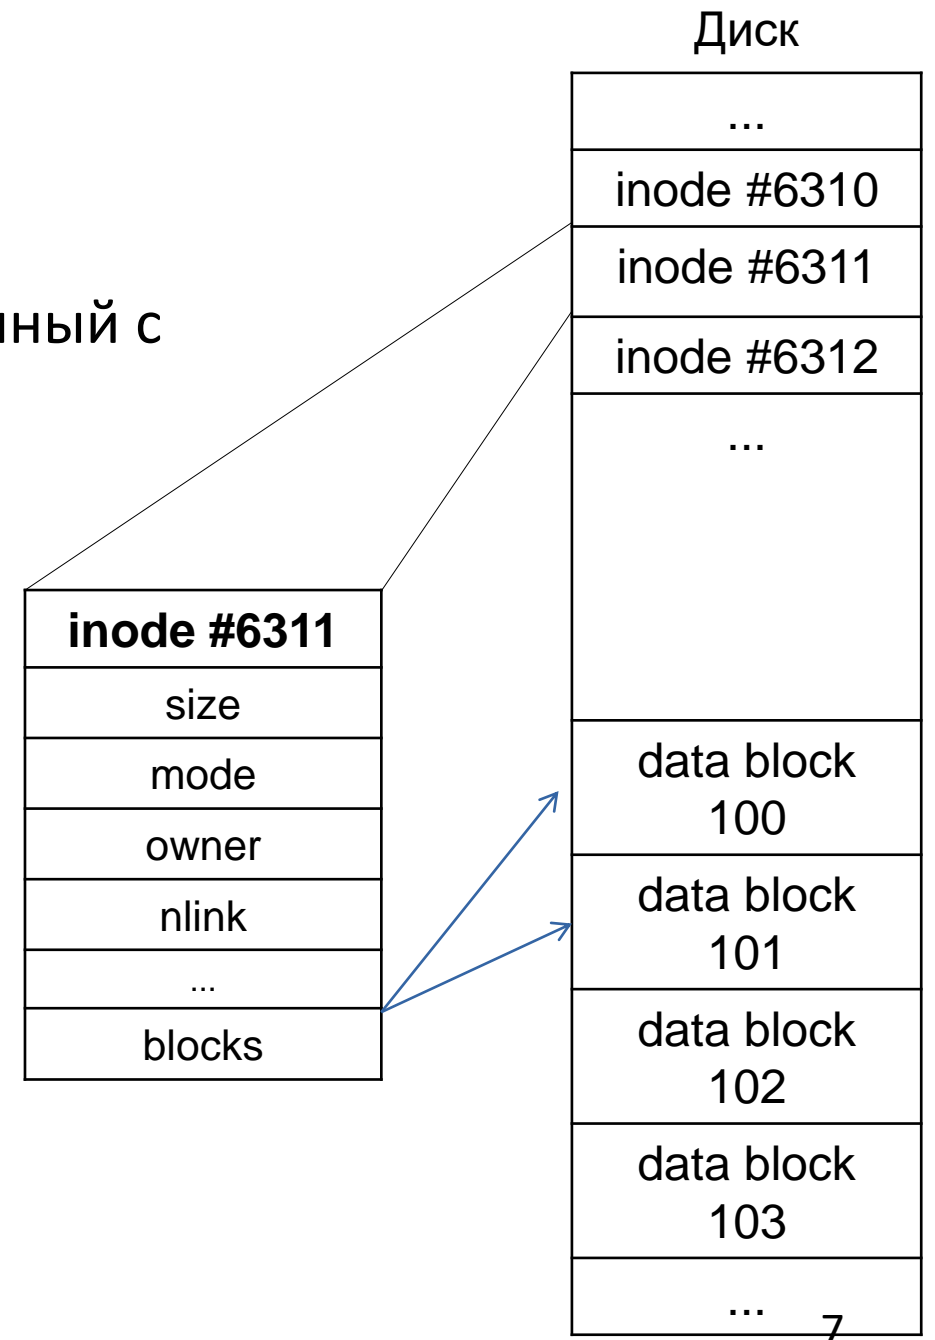 Диск
...
inode #6310
inode #6311
inode #6312
...
с
inode #6311
size
mode
owner
nlink
...
blocks
data block
100
data block
101
data block
102
data block
103
...
7